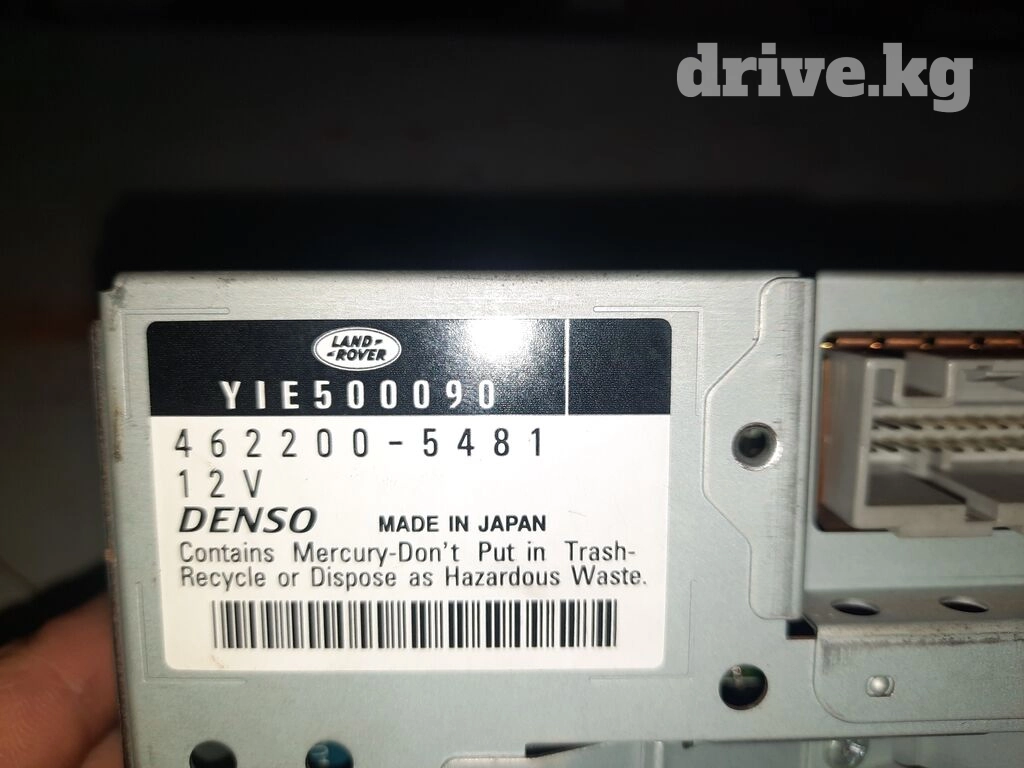 drive.kg
LAND-
-ROVER
YIE500090
462200-5481
12V
DENSO MADE IN JAPAN
Contains Mercury-Don't Put in Trash-
Recycle or Dispose as Hazardous Waste.